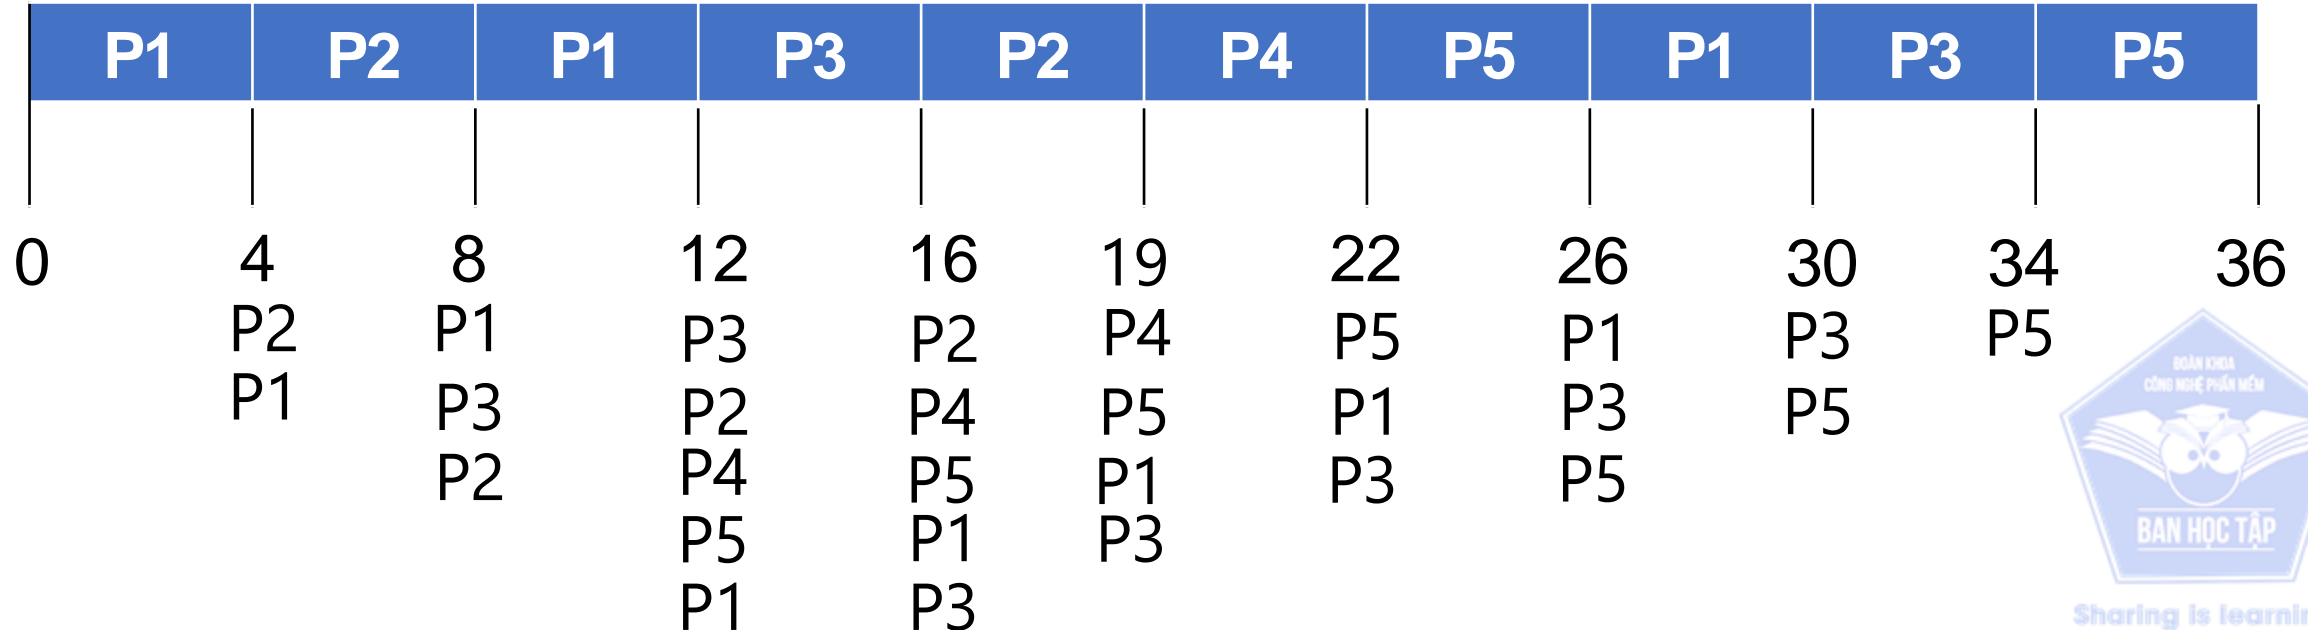 P1 P2 P1 P3 P2 P4 P5 P1 P3 P5
0 4 8 12 16 19 22 26 30 34 36
P2 P1 P3 P2 P4 P5 P1 P3 P5
P1 P3 P2 P4 P5 P1 P3 P5
P2 P4 P5 P1 P3 P5
P5 P1 P3
P1 P3
ĐOÀN KHOA
CÔNG NGHỆ PHẦN MỀM
BAN HỌC TẬP
Sharing is